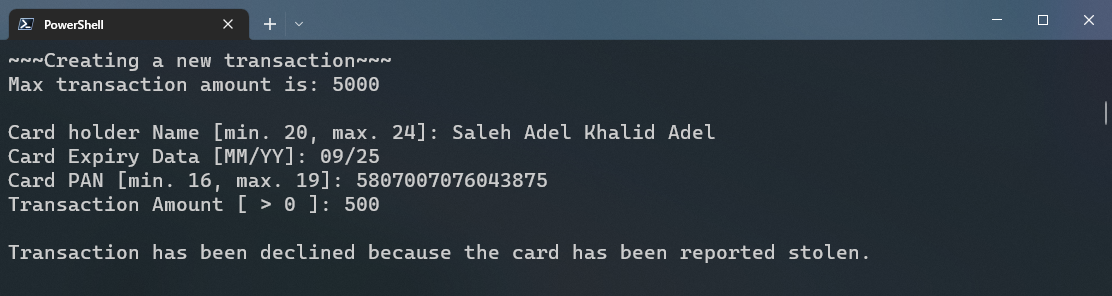 PowerShell
~~~Creating a new transaction~~~
Max transaction amount is: 5000
Card holder Name [min. 20, max. 24]: Saleh Adel Khalid Adel
Card Expiry Data [MM/YY]: 09/25
Card PAN [min. 16, max. 19]: 5807007076043875
Transaction Amount [ > 0 ]: 500
Transaction has been declined because the card has been reported stolen.